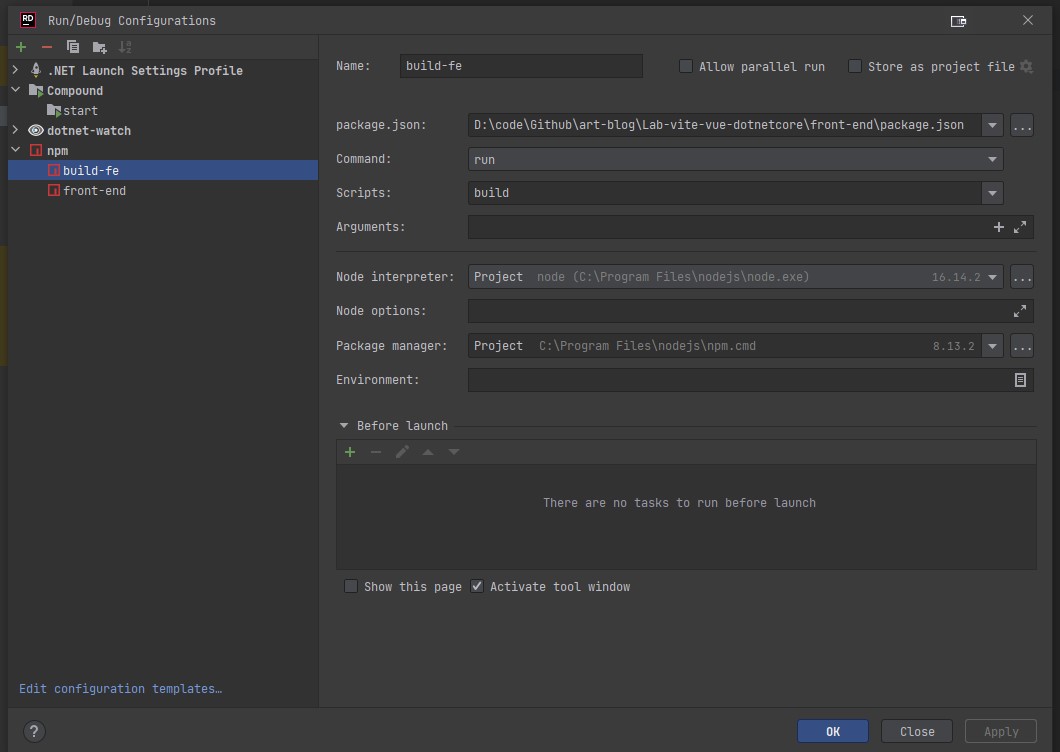 RD Run/Debug Configurations
.NET Launch Settings Profile
Compound
start
dotnet-watch
npm
build-fe
front-end
Edit configuration templates…
Name: build-fe Allow parallel run Store as project file
package.json: D:\code\Github\art-blog\Lab-vite-vue-dotnetcore\front-end\package.json ...
Command: run
Scripts: build
Arguments:
Node interpreter: Project node (C:\Program Files\nodejs\node.exe) 16.14.2 ...
Node options:
Package manager: Project C:\Program Files\nodejs\npm.cmd 8.13.2 ...
Environment:
Before launch
There are no tasks to run before launch
Show this page Activate tool window
? OK Close Apply